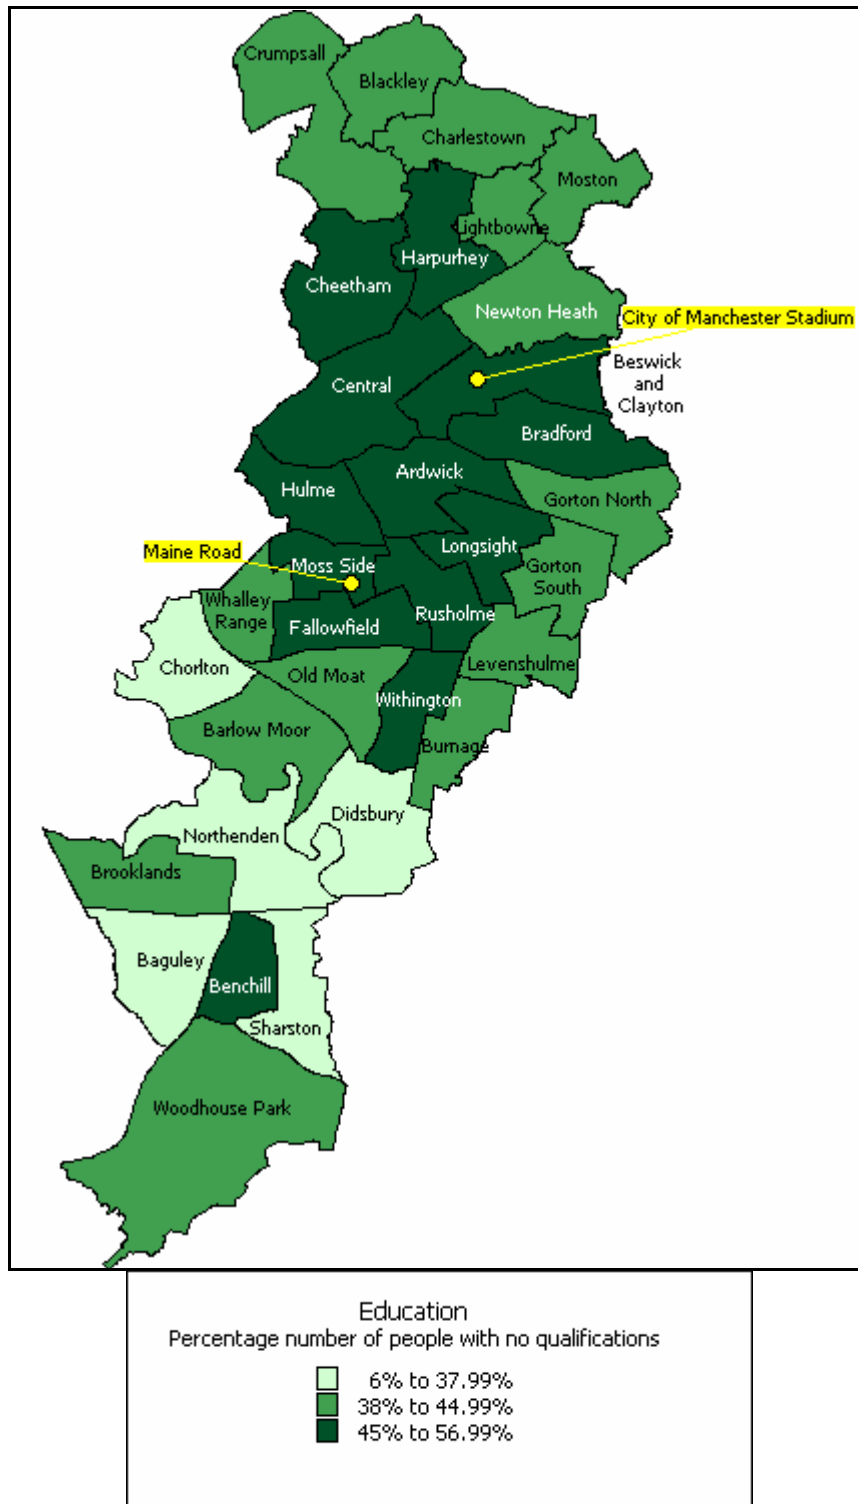 Crumpsall
Blackley
Charlestown
Moston
Lightbowne
Harpurhey
Cheetham
Newton Heath
City of Manchester Stadium
Beswick
and
Clayton
Central
Bradford
Ardwick
Hulme
Gorton North
Longsight
Maine Road
Moss Side
Gorton
South
Whalley
Range
Rusholme
Fallowfield
Levenshulme
Chorlton
Old Moat
Withington
Barlow Moor
Burnage
Didsbury
Northenden
Brooklands
Baguley
Benchill
Sharston
Woodhouse Park
Education
Percentage number of people with no qualifications
6% to 37.99%
38% to 44.99%
45% to 56.99%